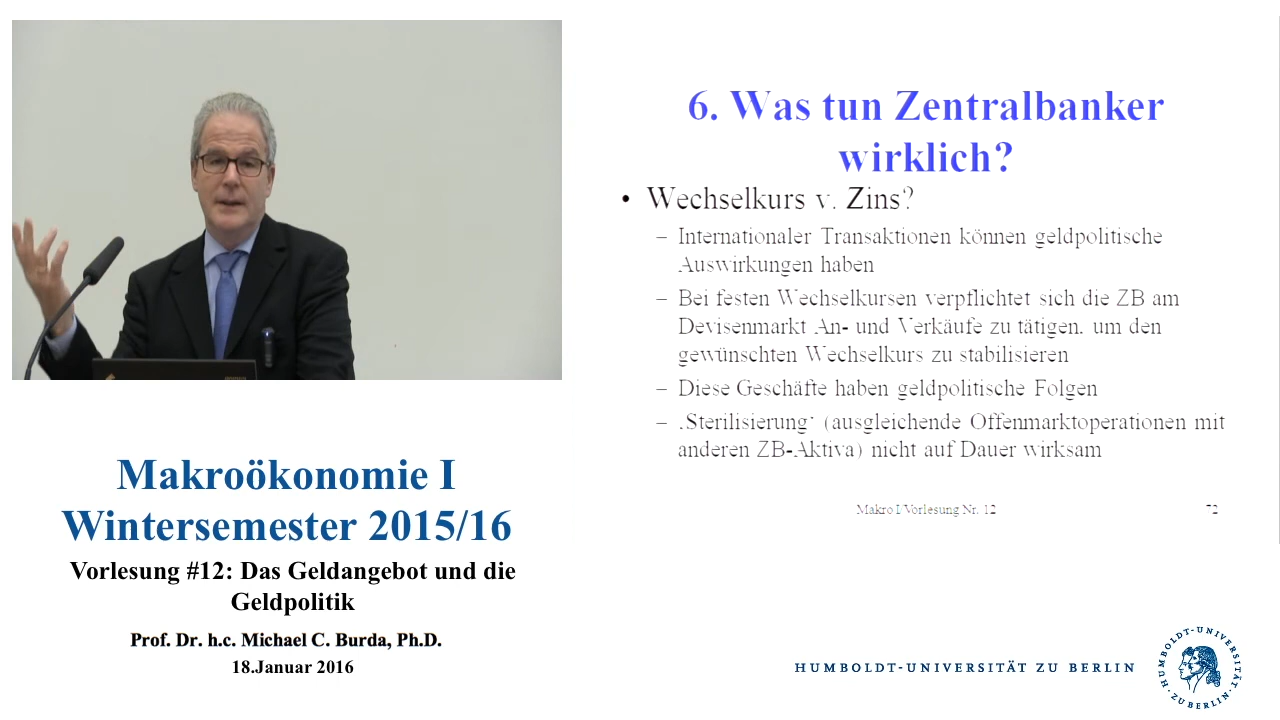 6. Was tun Zentralbanker
wirklich?
• Wechselkurs v. Zins?
– Internationaler Transaktionen können geldpolitische
Auswirkungen haben
– Bei festen Wechselkursen verpflichtet sich die ZB am
Devisenmarkt An- und Verkäufe zu tätigen, um den
gewünschten Wechselkurs zu stabilisieren
– Diese Geschäfte haben geldpolitische Folgen
– ‚Sterilisierung‘ (ausgleichende Offenmarktoperationen mit
anderen ZB-Aktiva) nicht auf Dauer wirksam
Makro I/Vorlesung Nr. 12
72
Makroökonomie I
Wintersemester 2015/16
Vorlesung #12: Das Geldangebot und die
Geldpolitik
Prof. Dr. h.c. Michael C. Burda, Ph.D.
18.Januar 2016
HUMBOLDT-UNIVERSITÄT ZU BERLIN
HUMBOLDT-UNIVERSITÄT
ZU BERLIN